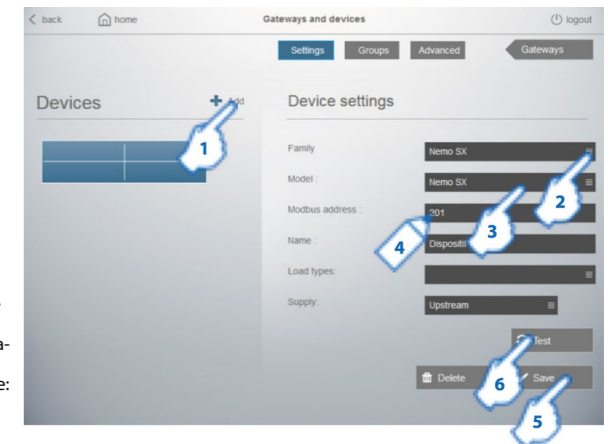 back home Gateways and devices logout
Settings Groups Advanced Gateways
Devices Add
Device settings
1
Family Nemo SX
2
Model : Nemo SX
3
Modbus address : 201
4
Name :
Load types:
Supply: Upstream
a-
e:
Test
6
Delete Save
5